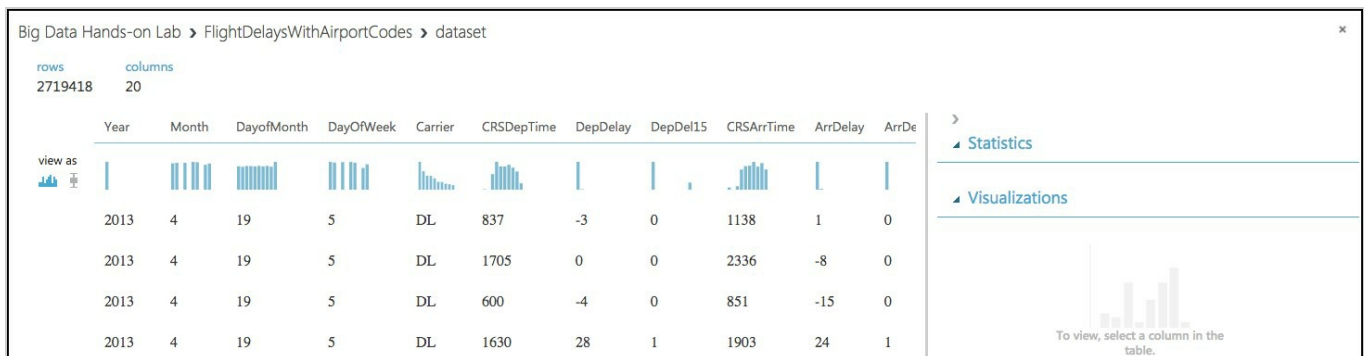 Big Data Hands-on Lab › FlightDelaysWithAirportCodes › dataset ×
rows columns
2719418 20
Year Month DayofMonth DayOfWeek Carrier CRSDepTime DepDelay DepDel15 CRSArrTime ArrDelay ArrDe
view as
2013 4 19 5 DL 837 -3 0 1138 1 0
2013 4 19 5 DL 1705 0 0 2336 -8 0
2013 4 19 5 DL 600 -4 0 851 -15 0
2013 4 19 5 DL 1630 28 1 1903 24 1
Statistics
Visualizations
To view, select a column in the
table.